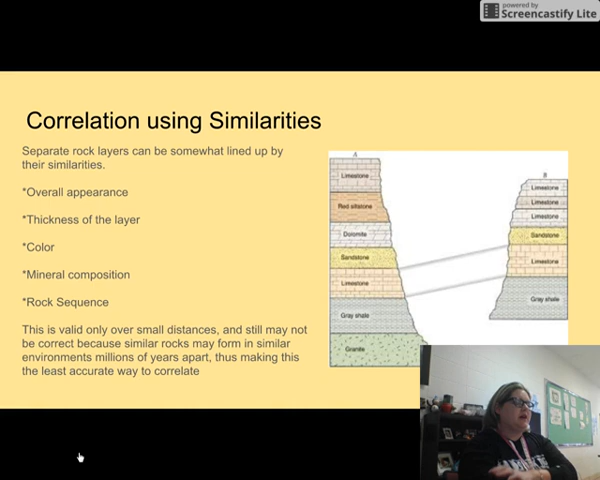 powered by
Screencastify Lite
Correlation using Similarities
Separate rock layers can be somewhat lined up by
their similarities.
*Overall appearance
*Thickness of the layer
*Color
*Mineral composition
*Rock Sequence
This is valid only over small distances, and still may not
be correct because similar rocks may form in similar
environments millions of years apart, thus making this
the least accurate way to correlate
A
Limestone
Red siltstone
Dolomite
Sandstone
Limestone
Gray shale
Granite
B
Limestone
Limestone
Limestone
Sandstone
Limestone
Gray shale